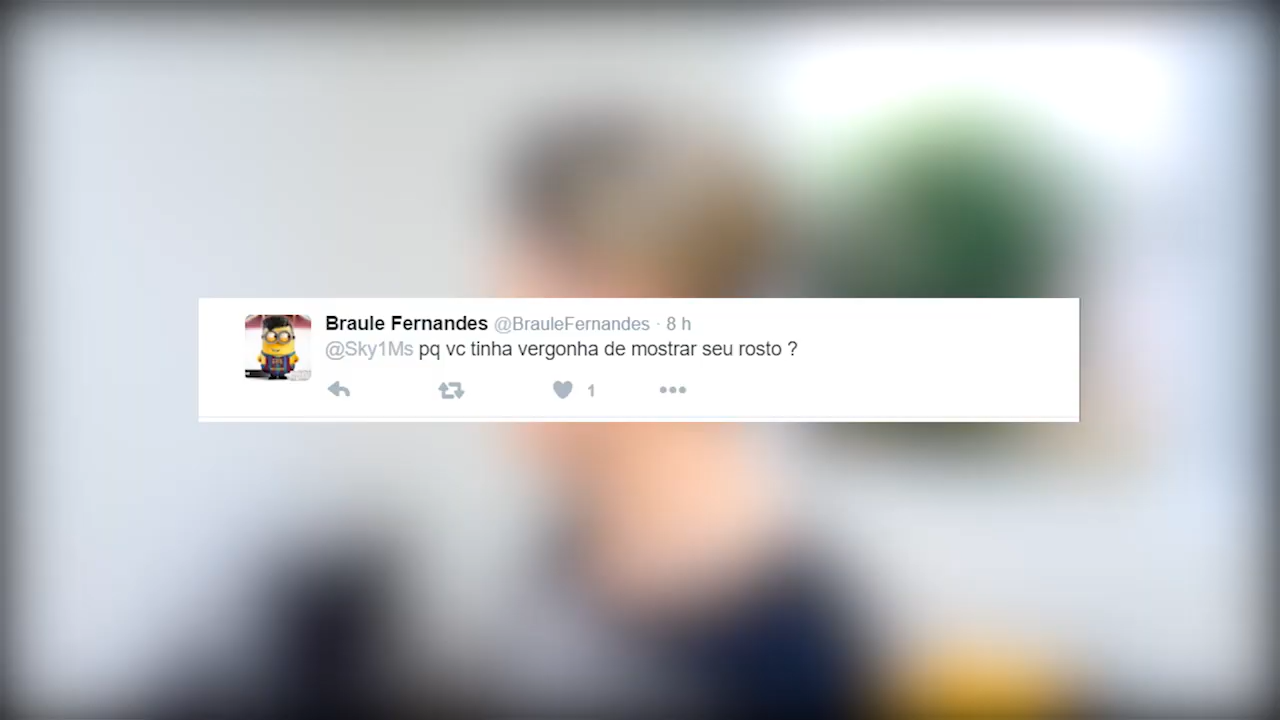 Braule Fernandes @BrauleFernandes · 8 h
@Sky1Ms pq vc tinha vergonha de mostrar seu rosto ?
1